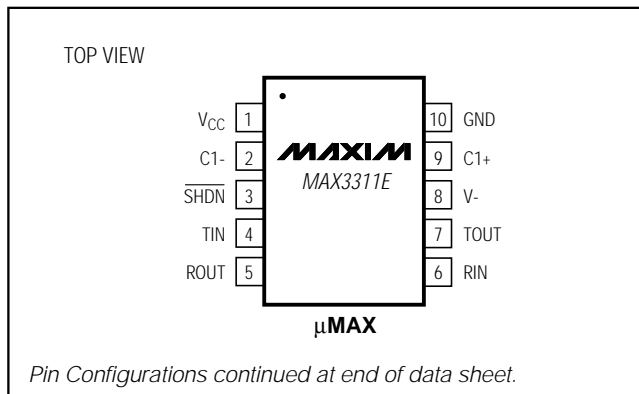 TOP VIEW
VCC 1 10 GND
C1- 2 MAXIM 9 C1+
MAX3311E
SHDN 3 8 V-
TIN 4 7 TOUT
ROUT 5 6 RIN
µMAX
Pin Configurations continued at end of data sheet.